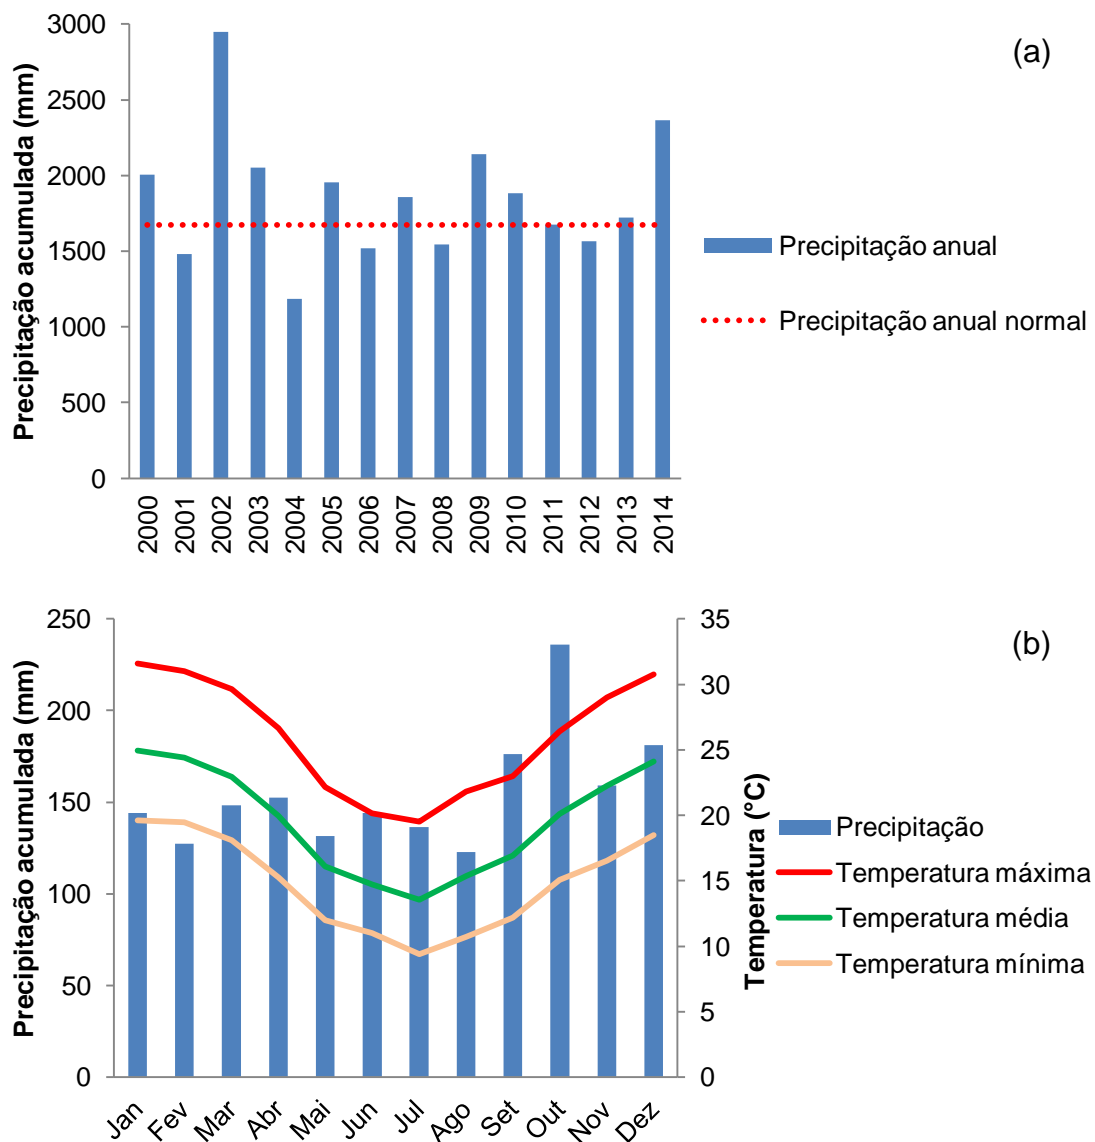 (a)
Precipitação acumulada (mm)
3000
2500
2000
1500
1000
500
0
2000
2001
2002
2003
2004
2005
2006
2007
2008
2009
2010
2011
2012
2013
2014
Precipitação anual
Precipitação anual normal
(b)
Precipitação acumulada (mm)
250
200
150
100
50
0
Jan
Fev
Mar
Abr
Mai
Jun
Jul
Ago
Set
Out
Nov
Dez
35
30
25
20
15
10
5
0
Temperatura (°C)
Precipitação
Temperatura máxima
Temperatura média
Temperatura mínima